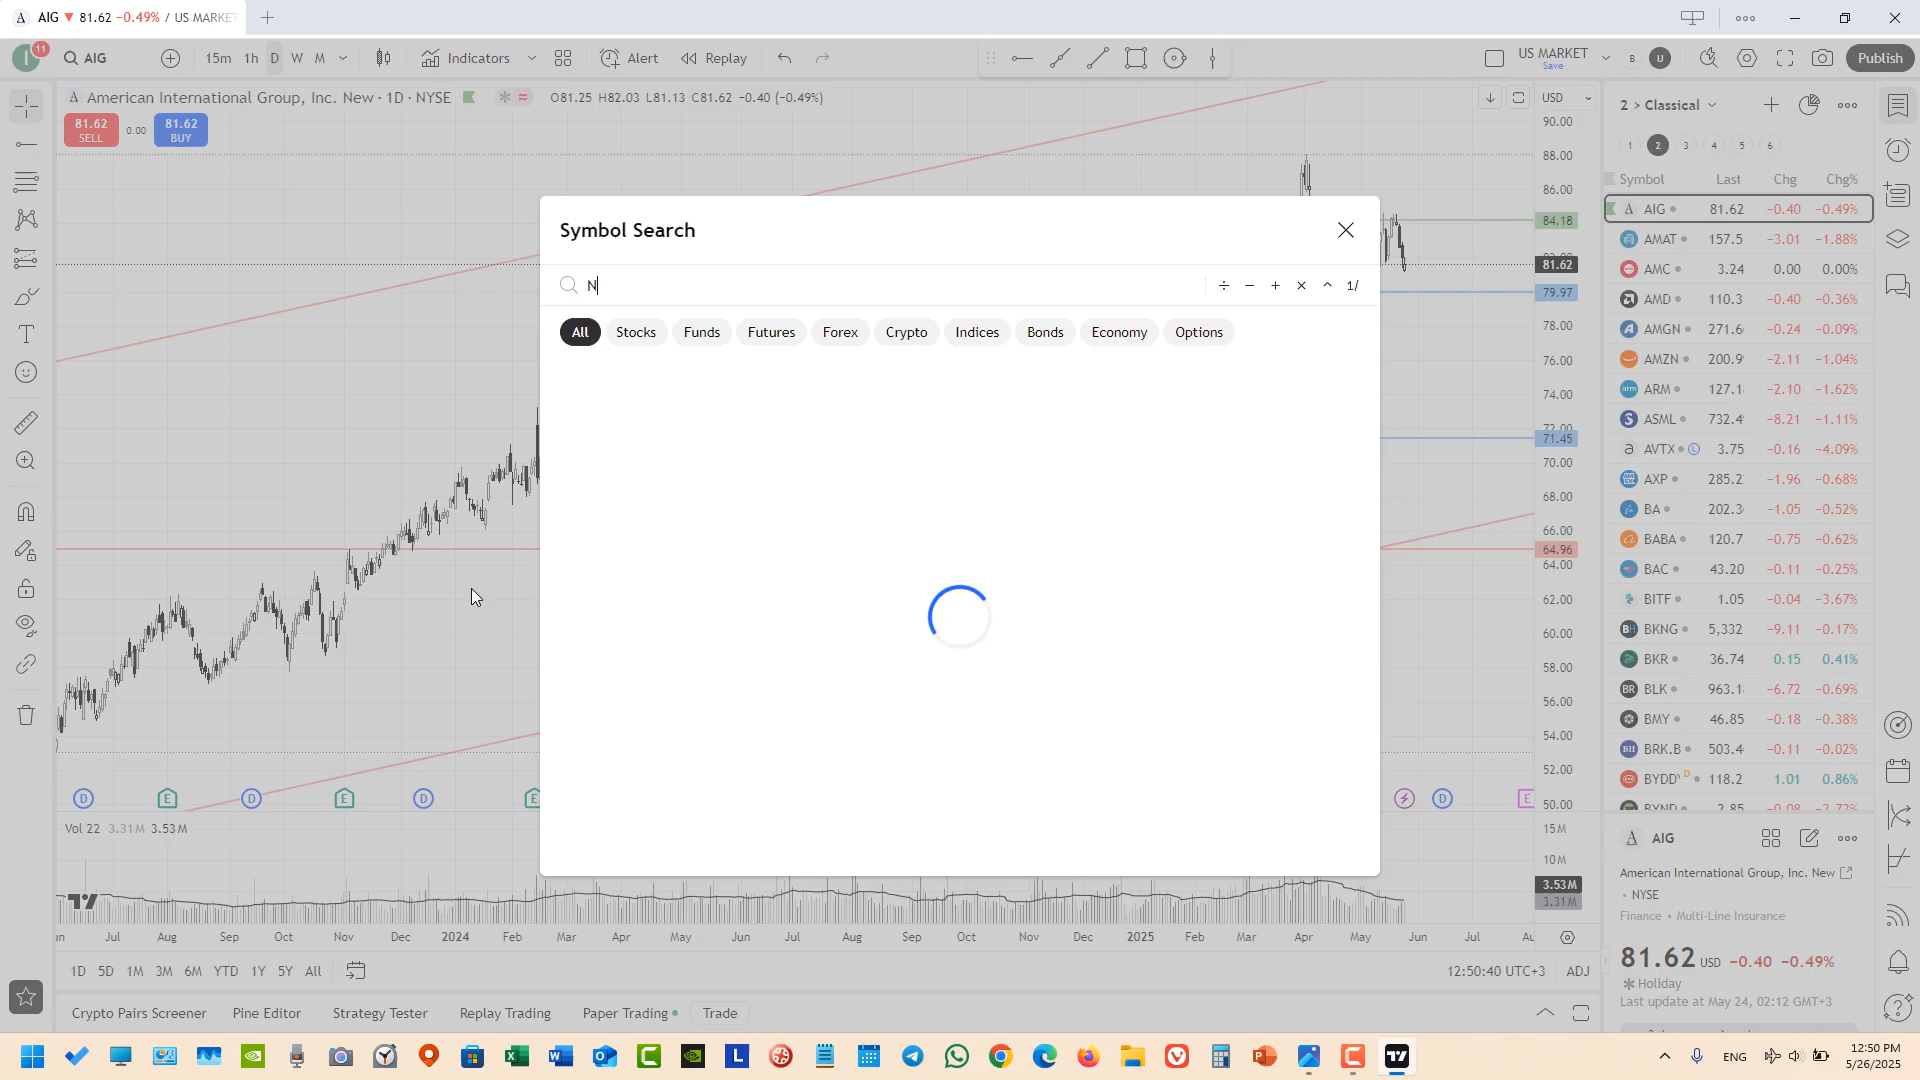 AIG ▼ 81.62 −0.49% / US MARKET
11
AIG
15m 1h D W M
Indicators
Alert
Replay
US MARKET
Save
B
U
Publish
American International Group, Inc. New · 1D · NYSE
O81.25 H82.03 L81.13 C81.62 −0.40 (−0.49%)
81.62
SELL
0.00
81.62
BUY
USD
90.00
88.00
86.00
84.18
81.62
79.97
78.00
76.00
74.00
72.00
71.45
70.00
68.00
66.00
64.96
64.00
62.00
60.00
58.00
56.00
54.00
52.00
50.00
Symbol Search
N
÷ − + × ^ 1/
All Stocks Funds Futures Forex Crypto Indices Bonds Economy Options
D E D E D E D E
Vol 22 3.31M 3.53M
15M
10M
3.53M
3.31M
Jul Aug Sep Oct Nov Dec 2024 Feb Mar Apr May Jun Jul Aug Sep Oct Nov Dec 2025 Feb Mar Apr May Jun Jul
1D 5D 1M 3M 6M YTD 1Y 5Y All
12:50:40 UTC+3 ADJ
Crypto Pairs Screener Pine Editor Strategy Tester Replay Trading Paper Trading Trade
2 > Classical
1 2 3 4 5 6
Symbol Last Chg Chg%
AIG 81.62 −0.40 −0.49%
AMAT 157.5 −3.01 −1.88%
AMC 3.24 0.00 0.00%
AMD 110.3 −0.40 −0.36%
AMGN 271.6 −0.24 −0.09%
AMZN 200.9 −2.11 −1.04%
ARM 127.1 −2.10 −1.62%
ASML 732.4 −8.21 −1.11%
AVTX L 3.75 −0.16 −4.09%
AXP 285.2 −1.96 −0.68%
BA 202.3 −1.05 −0.52%
BABA 120.7 −0.75 −0.62%
BAC 43.20 −0.11 −0.25%
BITF 1.05 −0.04 −3.67%
BKNG 5,332 −9.11 −0.17%
BKR 36.74 0.15 0.41%
BLK 963.1 −6.72 −0.69%
BMY 46.85 −0.18 −0.38%
BRK.B 503.4 −0.11 −0.02%
BYDD D 118.2 1.01 0.86%
BYND 2.85 −0.08 −2.73%
AIG
American International Group, Inc. New
• NYSE
Finance • Multi-Line Insurance
81.62 USD −0.40 −0.49%
Holiday
Last update at May 24, 02:12 GMT+3
ENG
12:50 PM
5/26/2025